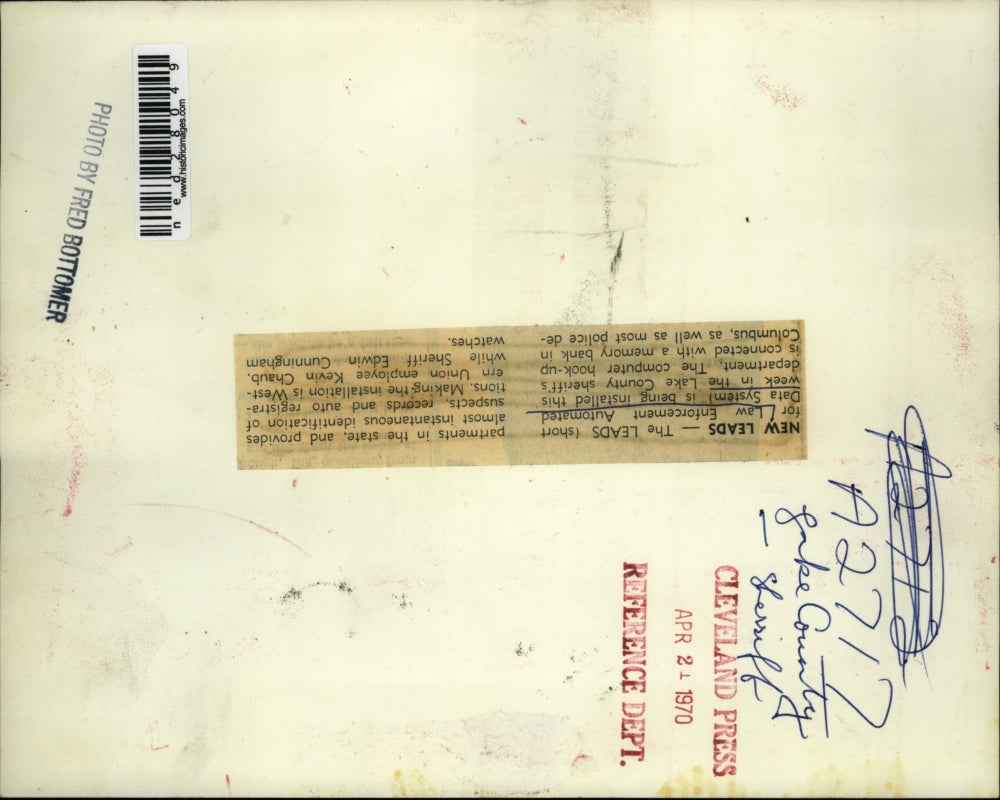 PHOTO BY FRED BOTTOMER
ned28049
www.historicimages.com
NEW LEADS — The LEADS (short
for Law Enforcement Automated
Data System) is being installed this
week in the Lake County sheriff's
department. The computer hook-up
is connected with a memory bank in
Columbus, as well as most police de-
partments in the state, and provides
almost instantaneous identification of
suspects, records and auto registra-
tions. Making the installation is West-
ern Union employee Kevin Chaub,
while Sheriff Edwin Cunningham
watches.
A2717
Lake County
— Sheriff
CLEVELAND PRESS
APR 21 1970
REFERENCE DEPT.